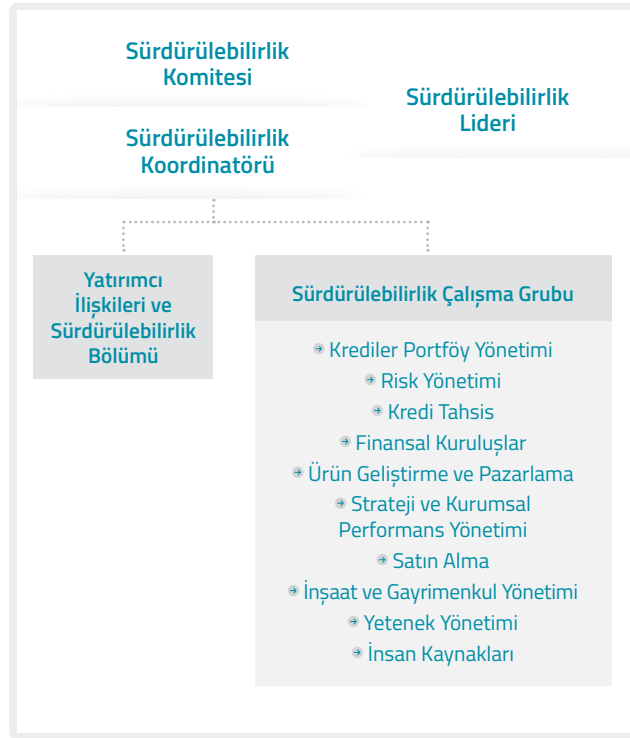 Sürdürülebilirlik
Komitesi
Sürdürülebilirlik
Lideri
Sürdürülebilirlik
Koordinatörü
Yatırımcı
İlişkileri ve
Sürdürülebilirlik
Bölümü
Sürdürülebilirlik Çalışma Grubu
Krediler Portföy Yönetimi
Risk Yönetimi
Kredi Tahsis
Finansal Kuruluşlar
Ürün Geliştirme ve Pazarlama
Strateji ve Kurumsal
Performans Yönetimi
Satın Alma
İnşaat ve Gayrimenkul Yönetimi
Yetenek Yönetimi
İnsan Kaynakları